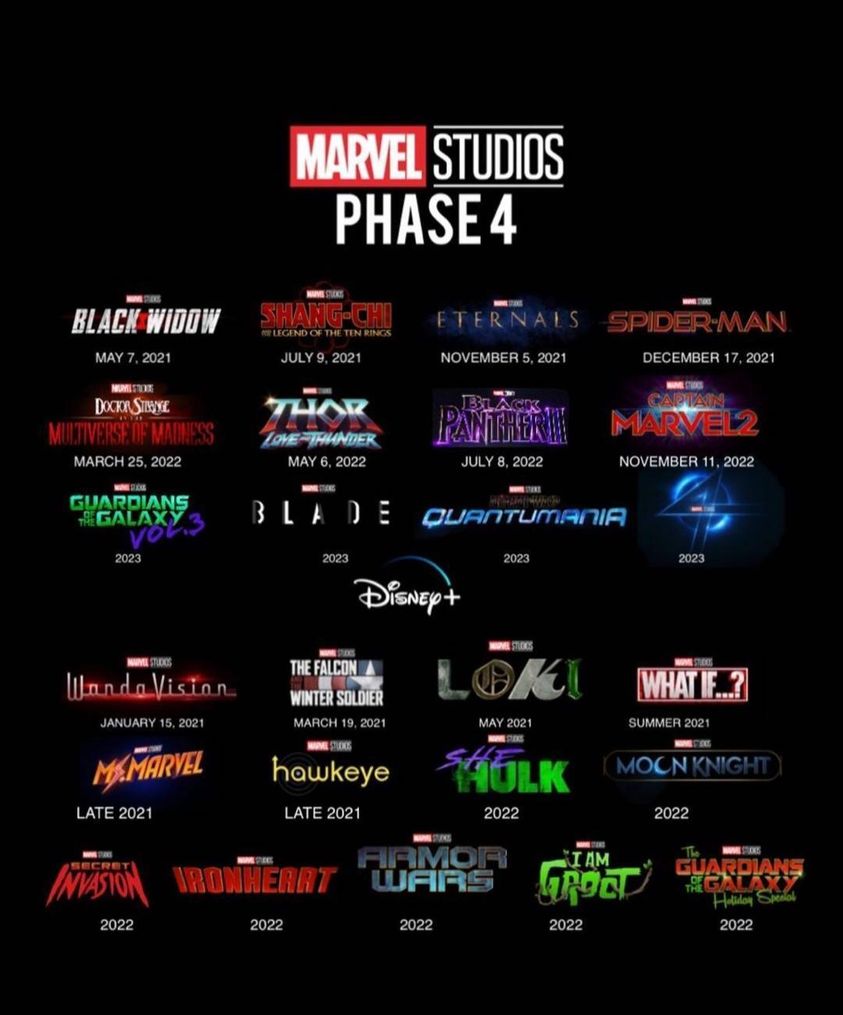 MARVEL STUDIOS
PHASE 4
MARVEL STUDIOS MARVEL STUDIOS MARVEL STUDIOS MARVEL STUDIOS
BLACK WIDOW SHANG-CHI ETERNALS SPIDER-MAN
AND THE LEGEND OF THE TEN RINGS
MAY 7, 2021 JULY 9, 2021 NOVEMBER 5, 2021 DECEMBER 17, 2021
MARVEL STUDIOS MARVEL STUDIOS MARVEL STUDIOS
DOCTOR STRANGE THOR BLACK CAPTAIN
IN THE
MULTIVERSE OF MADNESS LOVE AND THUNDER PANTHER II MARVEL 2
MARCH 25, 2022 MAY 6, 2022 JULY 8, 2022 NOVEMBER 11, 2022
MARVEL STUDIOS MARVEL STUDIOS MARVEL STUDIOS MARVEL STUDIOS
GUARDIANS OF THE GALAXY VOL.3 BLADE QUANTUMANIA 4
2023 2023 2023 2023
Disney+
MARVEL STUDIOS MARVEL STUDIOS MARVEL STUDIOS MARVEL STUDIOS
WandaVision THE FALCON AND THE WINTER SOLDIER LOKI WHAT IF...?
JANUARY 15, 2021 MARCH 19, 2021 MAY 2021 SUMMER 2021
MARVEL STUDIOS MARVEL STUDIOS MARVEL STUDIOS MARVEL STUDIOS
MS. MARVEL hawkeye SHE HULK MOON KNIGHT
LATE 2021 LATE 2021 2022 2022
MARVEL STUDIOS MARVEL STUDIOS MARVEL STUDIOS MARVEL STUDIOS MARVEL STUDIOS
SECRET INVASION IRONHEART ARMOR WARS I AM GROOT The GUARDIANS OF THE GALAXY Holiday Special
2022 2022 2022 2022 2022